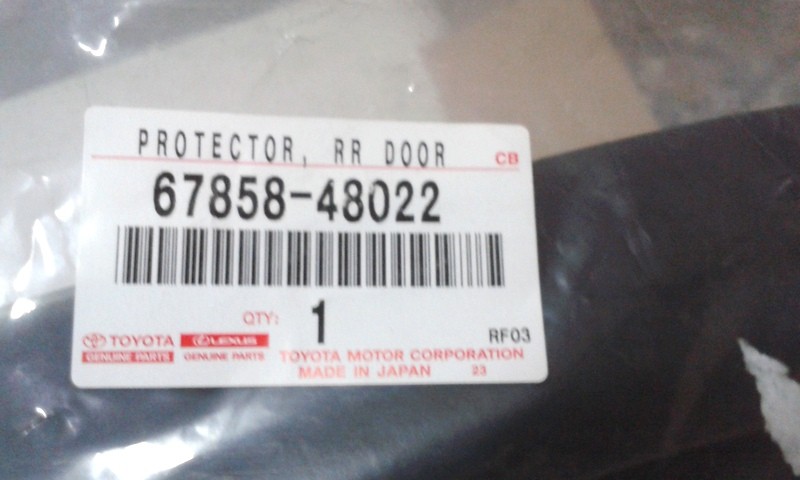 PROTECTOR, RR DOOR CB
67858-48022
QTY: 1
RF03
TOYOTA LEXUS
GENUINE PARTS GENUINE PARTS
TOYOTA MOTOR CORPORATION
MADE IN JAPAN 23